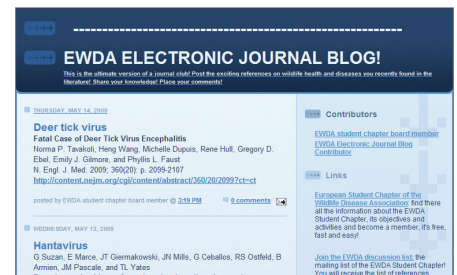 --------------------------------------------------------
EWDA ELECTRONIC JOURNAL BLOG!
This is the ultimate version of a journal club! Post the exciting references on wildlife health and diseases you recently found in the
literature! Share your knowledge! Place your comments!
THURSDAY, MAY 14, 2009
Deer tick virus
Fatal Case of Deer Tick Virus Encephalitis
Norma P. Tavakoli, Heng Wang, Michelle Dupuis, Rene Hull, Gregory D.
Ebel, Emily J. Gilmore, and Phyllis L. Faust
N. Engl. J. Med. 2009; 360(20): p. 2099-2107
http://content.nejm.org/cgi/content/abstract/360/20/2099?ct=ct
posted by EWDA student chapter board member @ 3:19 PM 0 comments
WEDNESDAY, MAY 13, 2009
Hantavirus
G Suzan, E Marce, JT Giermakowski, JN Mills, G Ceballos, RS Ostfeld, B
Armien, JM Pascale, and TL Yates
Contributors
EWDA student chapter board member
EWDA Electronic Journal Blog
Contributor
Links
European Student Chapter of the
Wildlife Disease Association: find there
all the information about the EWDA
Student Chapter, its objectives and
activities and become a member, it's free,
fast and easy!
Join the EWDA discussion list: the
mailing list of the EWDA Student Chapter!
You will receive the list of references